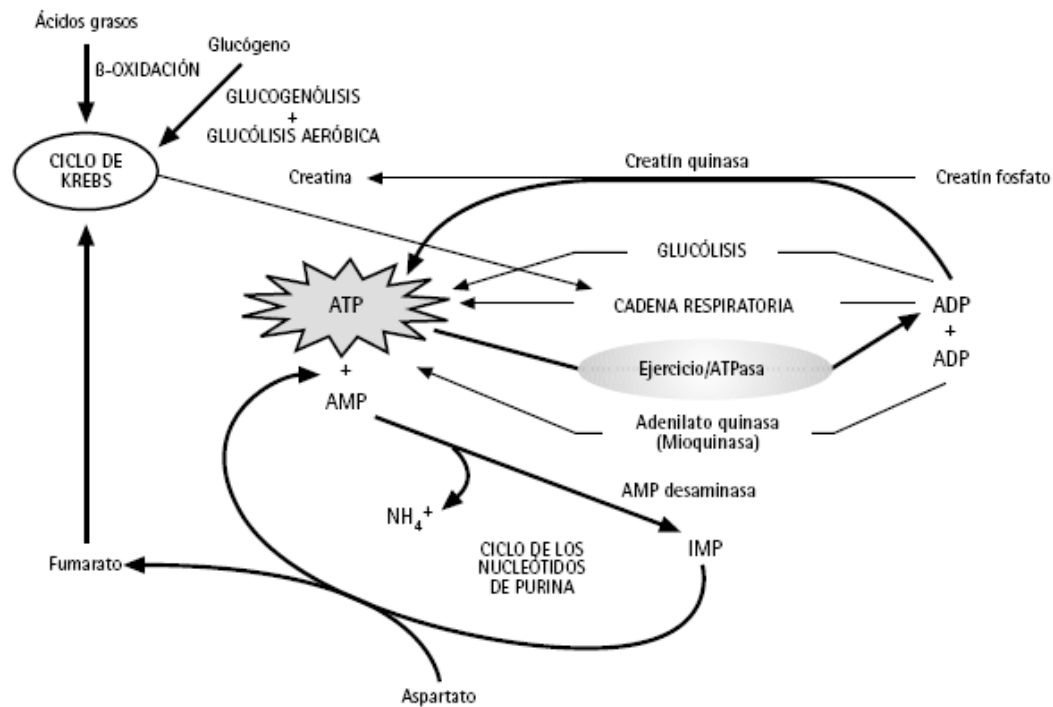 Ácidos grasos
Glucógeno
ß-OXIDACIÓN
GLUCOGENÓLISIS
+
GLUCÓLISIS AERÓBICA
CICLO DE
KREBS
Creatín quinasa
Creatina
Creatín fosfato
GLUCÓLISIS
ATP
CADENA RESPIRATORIA
ADP
+
ADP
Ejercicio/ATPasa
+
AMP
Adenilato quinasa
(Mioquinasa)
AMP desaminasa
NH4+
IMP
CICLO DE LOS
NUCLEÓTIDOS
DE PURINA
Fumarato
Aspartato